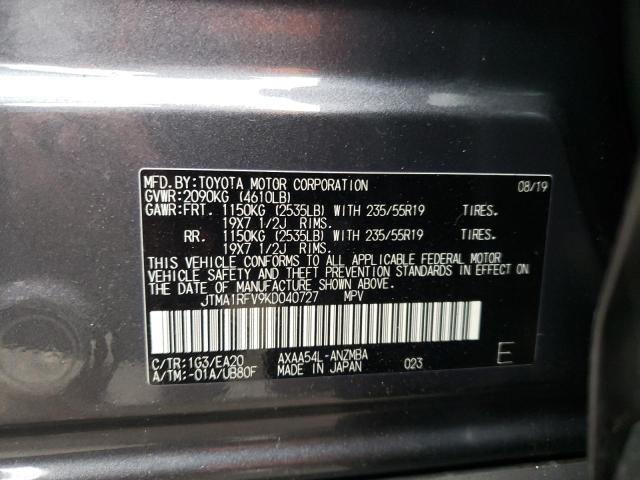 MFD.BY:TOYOTA MOTOR CORPORATION 08/19
GVWR:2090KG (4610LB)
GAWR:FRT. 1150KG (2535LB) WITH 235/55R19 TIRES.
19X7 1/2J RIMS.
RR. 1150KG (2535LB) WITH 235/55R19 TIRES.
19X7 1/2J RIMS.
THIS VEHICLE CONFORMS TO ALL APPLICABLE FEDERAL MOTOR
VEHICLE SAFETY AND THEFT PREVENTION STANDARDS IN EFFECT ON
THE DATE OF MANUFACTURE SHOWN ABOVE.
JTMA1RFV9KD040727 MPV
C/TR:1G3/EA20 AXAA54L-ANZMBA
A/TM:-01A/UB80F MADE IN JAPAN 023 E